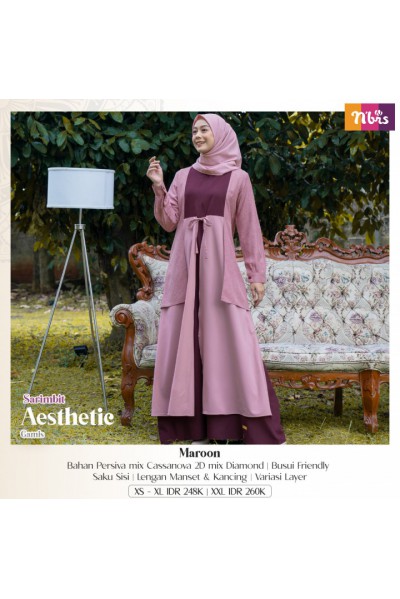 Nbrs
Sarimbit
Aesthetic
Gamis
Maroon
Bahan Persiva mix Cassanova 2D mix Diamond | Busui Friendly
Saku Sisi | Lengan Manset & Kancing | Variasi Layer
XS - XL IDR 248K | XXL IDR 260K